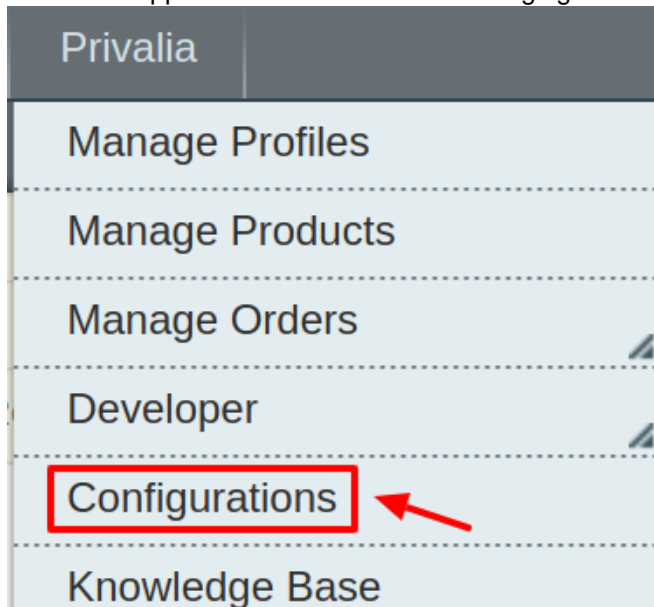 Privalia
Manage Profiles
Manage Products
Manage Orders
Developer
Configurations
Knowledge Base